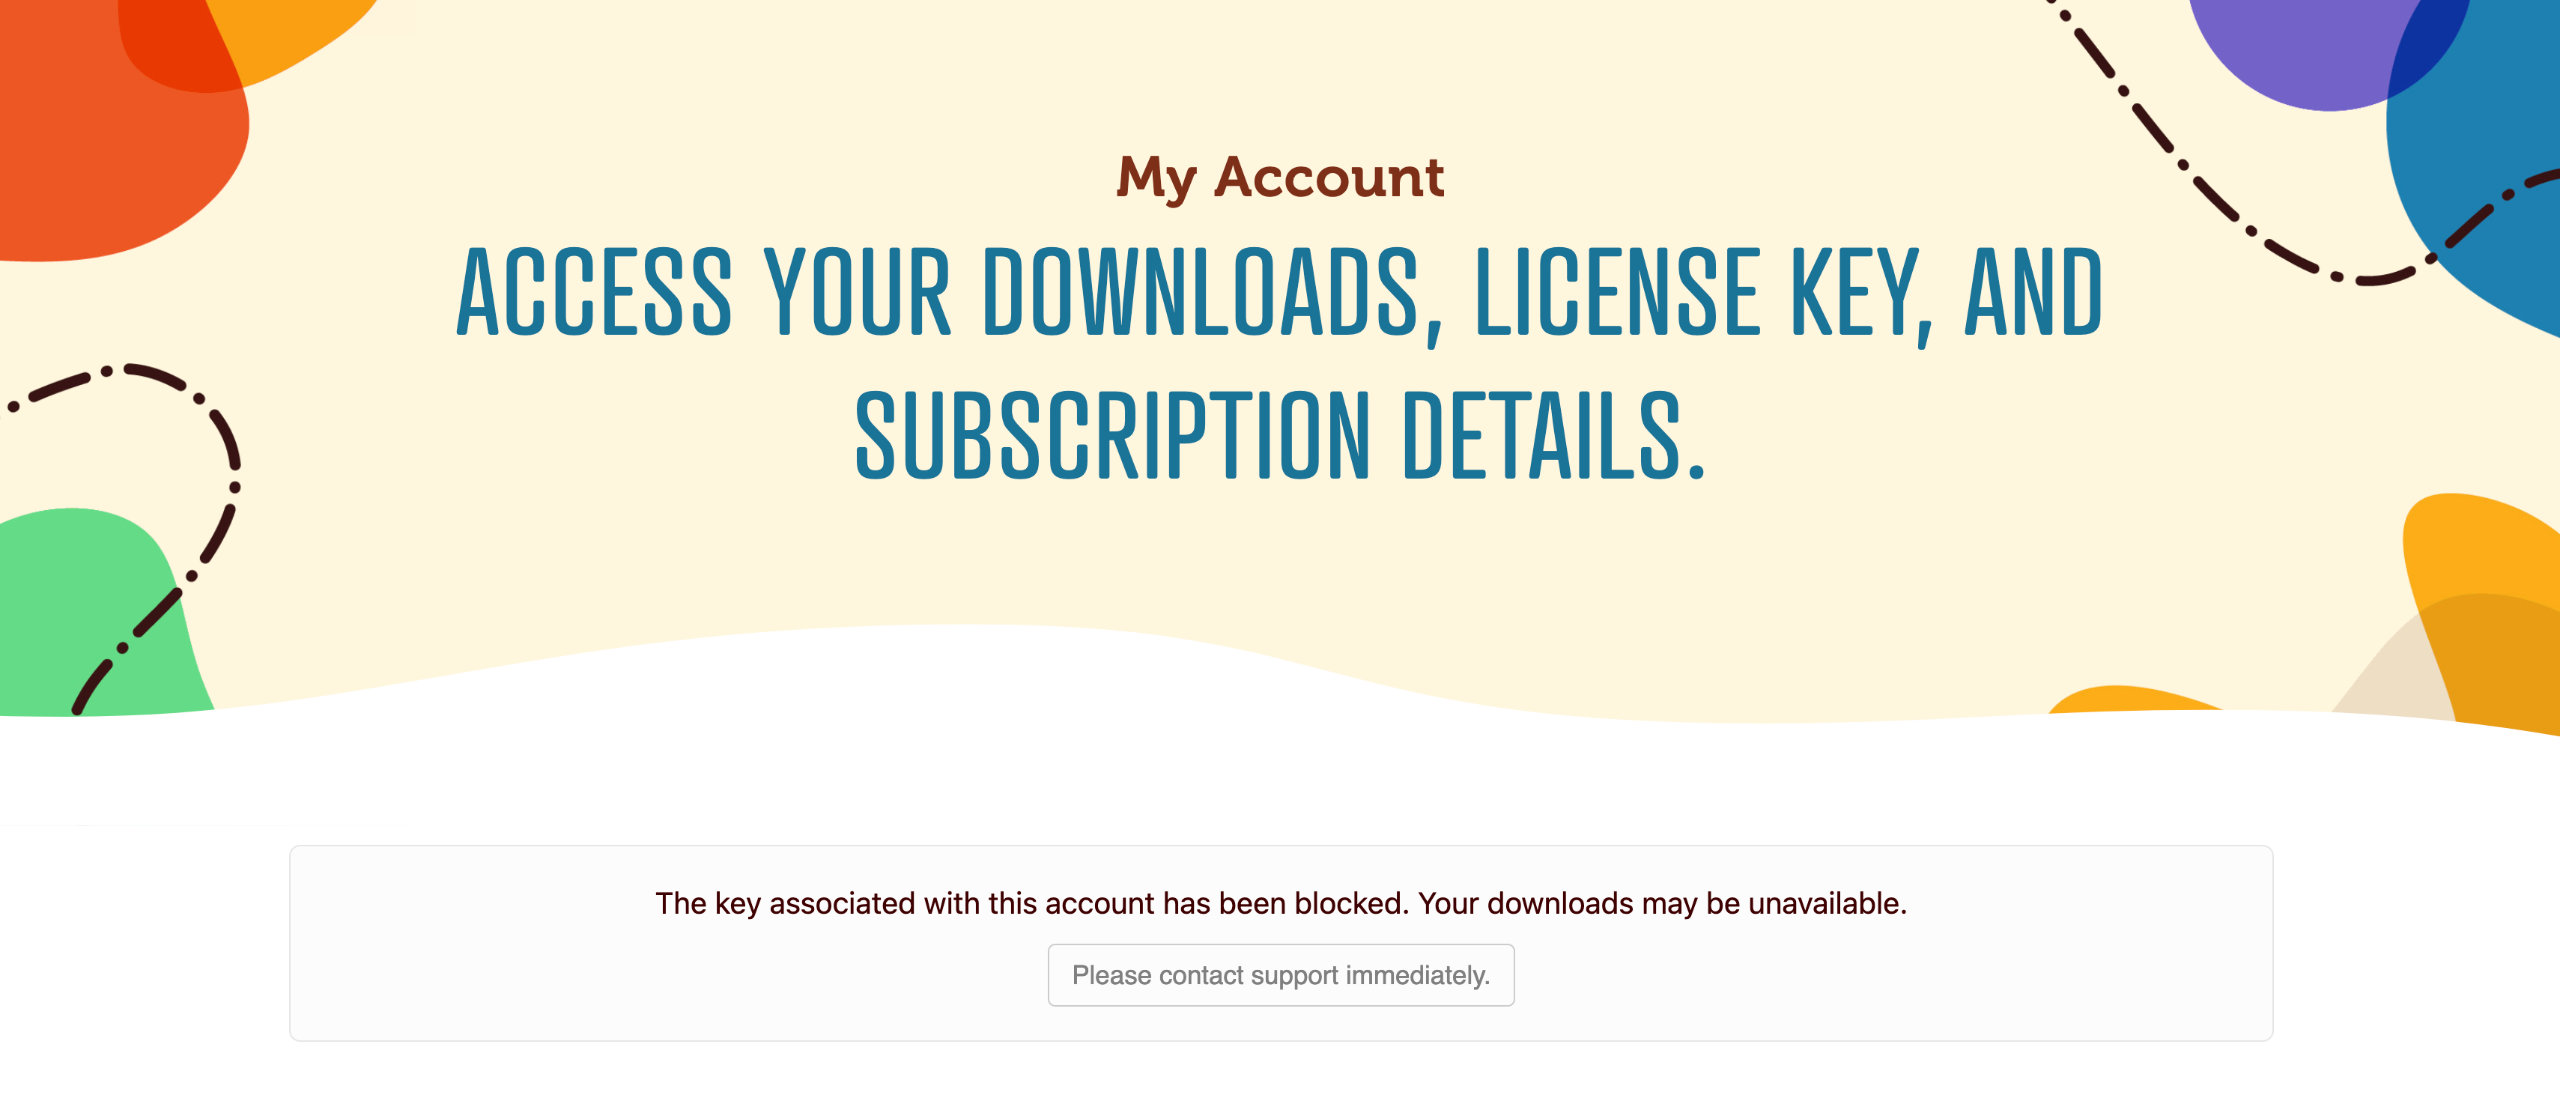 My Account
ACCESS YOUR DOWNLOADS, LICENSE KEY, AND
SUBSCRIPTION DETAILS.
The key associated with this account has been blocked. Your downloads may be unavailable.
Please contact support immediately.